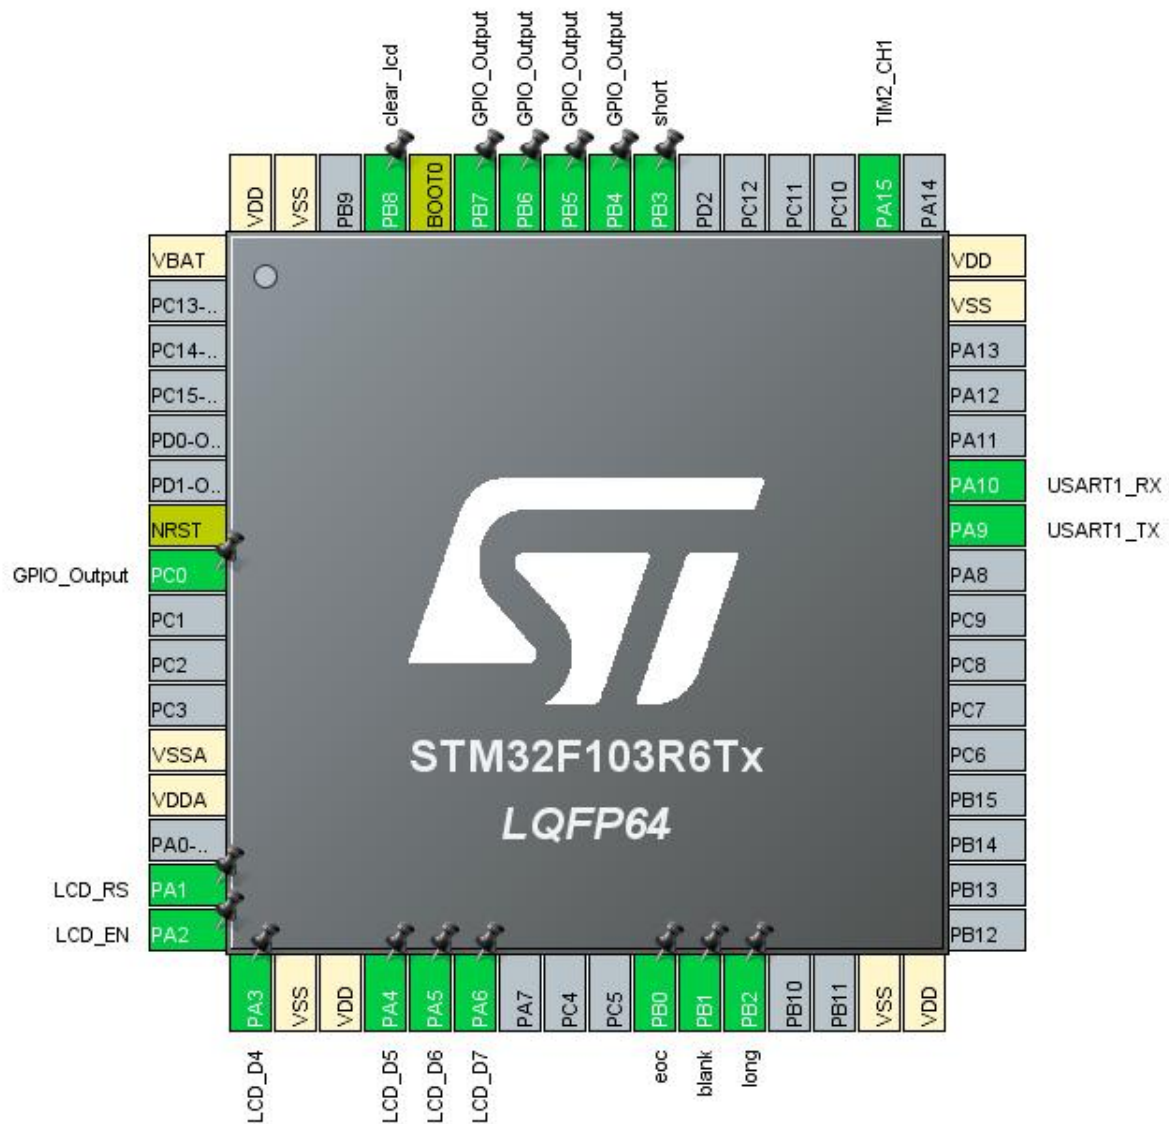 clear_lcd
GPIO_Output
GPIO_Output
GPIO_Output
GPIO_Output
short
TIM2_CH1
VDD
VSS
PB9
PB8
BOOT0
PB7
PB6
PB5
PB4
PB3
PD2
PC12
PC11
PC10
PA15
PA14
VBAT
PC13-..
PC14-..
PC15-..
PD0-O..
PD1-O..
NRST
GPIO_Output PC0
PC1
PC2
PC3
VSSA
VDDA
PA0-..
LCD_RS PA1
LCD_EN PA2
VDD
VSS
PA13
PA12
PA11
PA10 USART1_RX
PA9 USART1_TX
PA8
PC9
PC8
PC7
PC6
PB15
PB14
PB13
PB12
ST
STM32F103R6Tx
LQFP64
PA3
VSS
VDD
PA4
PA5
PA6
PA7
PC4
PC5
PB0
PB1
PB2
PB10
PB11
VSS
VDD
LCD_D4
LCD_D5
LCD_D6
LCD_D7
eoc
blank
long